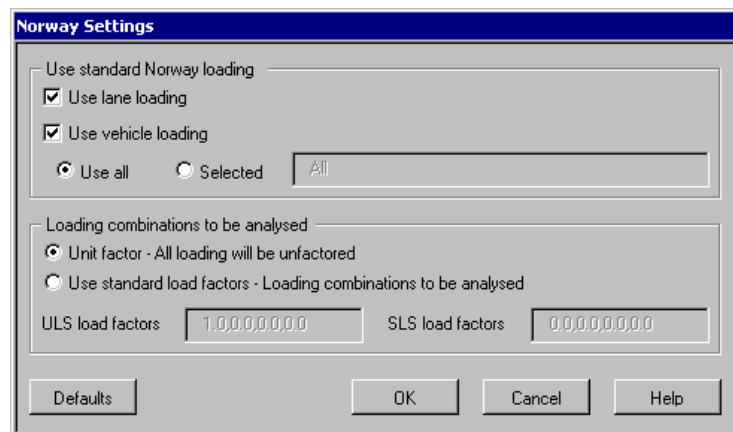 Norway Settings
Use standard Norway loading
Use lane loading
Use vehicle loading
Use all Selected All
Loading combinations to be analysed
Unit factor - All loading will be unfactored
Use standard load factors - Loading combinations to be analysed
ULS load factors 1.0,0.0,0.0,0.0 SLS load factors 0.0,0.0,0.0,0.0
Defaults OK Cancel Help